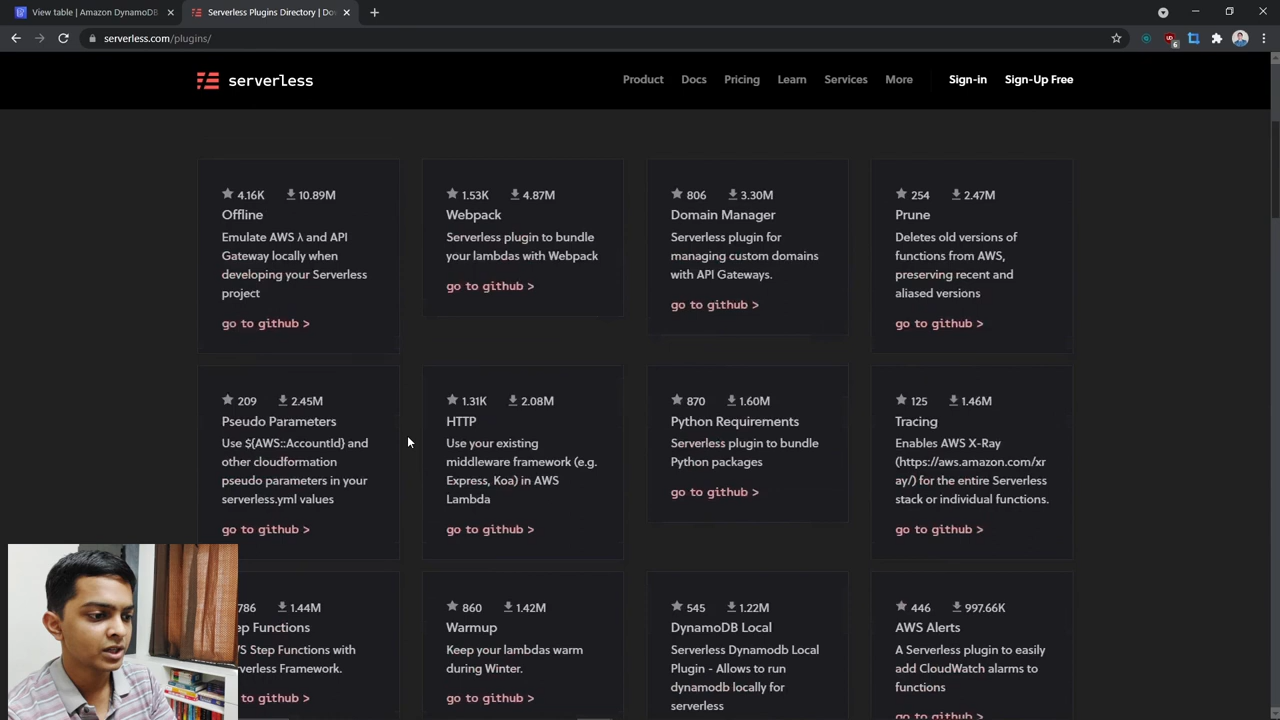 View table | Amazon DynamoDB
Serverless Plugins Directory | Do
serverless.com/plugins/
6
serverless
Product
Docs
Pricing
Learn
Services
More
Sign-in
Sign-Up Free
4.16K
10.89M
Offline
Emulate AWS λ and API
Gateway locally when
developing your Serverless
project
go to github >
1.53K
4.87M
Webpack
Serverless plugin to bundle
your lambdas with Webpack
go to github >
806
3.30M
Domain Manager
Serverless plugin for
managing custom domains
with API Gateways.
go to github >
254
2.47M
Prune
Deletes old versions of
functions from AWS,
preserving recent and
aliased versions
go to github >
209
2.45M
Pseudo Parameters
Use ${AWS::AccountId} and
other cloudformation
pseudo parameters in your
serverless.yml values
go to github >
1.31K
2.08M
HTTP
Use your existing
middleware framework (e.g.
Express, Koa) in AWS
Lambda
go to github >
870
1.60M
Python Requirements
Serverless plugin to bundle
Python packages
go to github >
125
1.46M
Tracing
Enables AWS X-Ray
(https://aws.amazon.com/xr
ay/) for the entire Serverless
stack or individual functions.
go to github >
786
1.44M
ep Functions
S Step Functions with
erverless Framework.
to github >
860
1.42M
Warmup
Keep your lambdas warm
during Winter.
go to github >
545
1.22M
DynamoDB Local
Serverless Dynamodb Local
Plugin - Allows to run
dynamodb locally for
serverless
446
997.66K
AWS Alerts
A Serverless plugin to easily
add CloudWatch alarms to
functions
go to github >